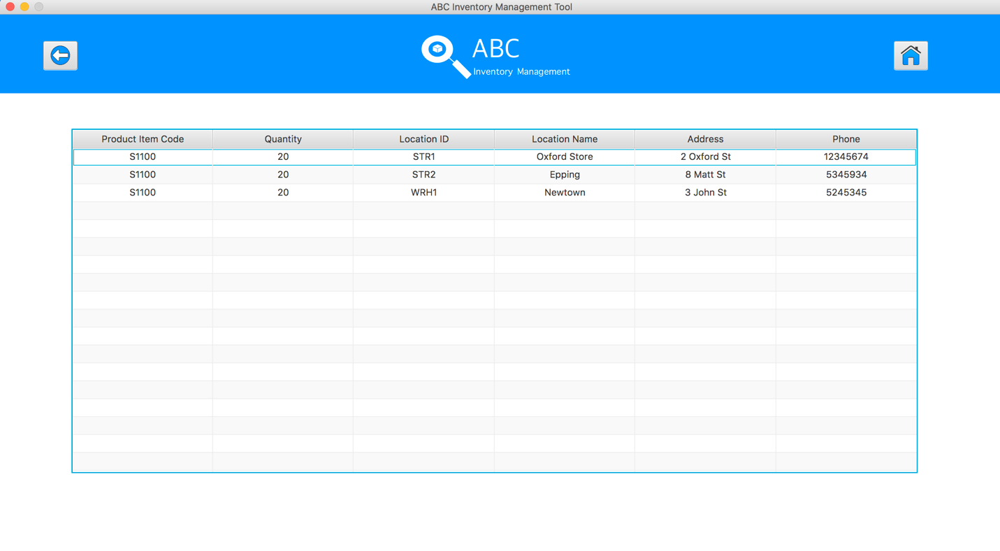 ABC Inventory Management Tool
ABC
Inventory Management
Product Item Code Quantity Location ID Location Name Address Phone
S1100 20 STR1 Oxford Store 2 Oxford St 12345674
S1100 20 STR2 Epping 8 Matt St 5345934
S1100 20 WRH1 Newtown 3 John St 5245345